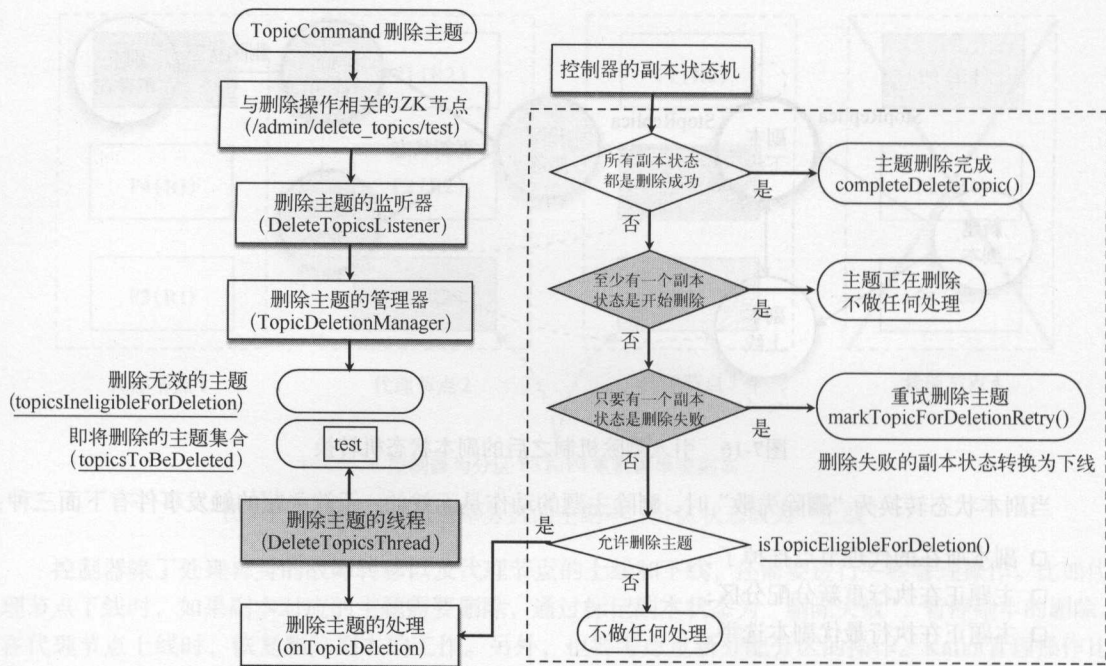 TopicCommand 删除主题
与删除操作相关的ZK 节点
(/admin/delete_topics/test)
删除主题的监听器
(DeleteTopicsListener)
删除主题的管理器
(TopicDeletionManager)
删除无效的主题
(topicsIneligibleForDeletion)
即将删除的主题集合
(topicsToBeDeleted)
test
删除主题的线程
(DeleteTopicsThread)
删除主题的处理
(onTopicDeletion)
控制器的副本状态机
所有副本状态
都是删除成功
是
主题删除完成
completeDeleteTopic()
否
至少有一个副本
状态是开始删除
是
主题正在删除
不做任何处理
否
只要有一个副本
状态是删除失败
是
重试删除主题
markTopicForDeletionRetry()
删除失败的副本状态转换为下线
否
是
允许删除主题
isTopicEligibleForDeletion()
否
不做任何处理